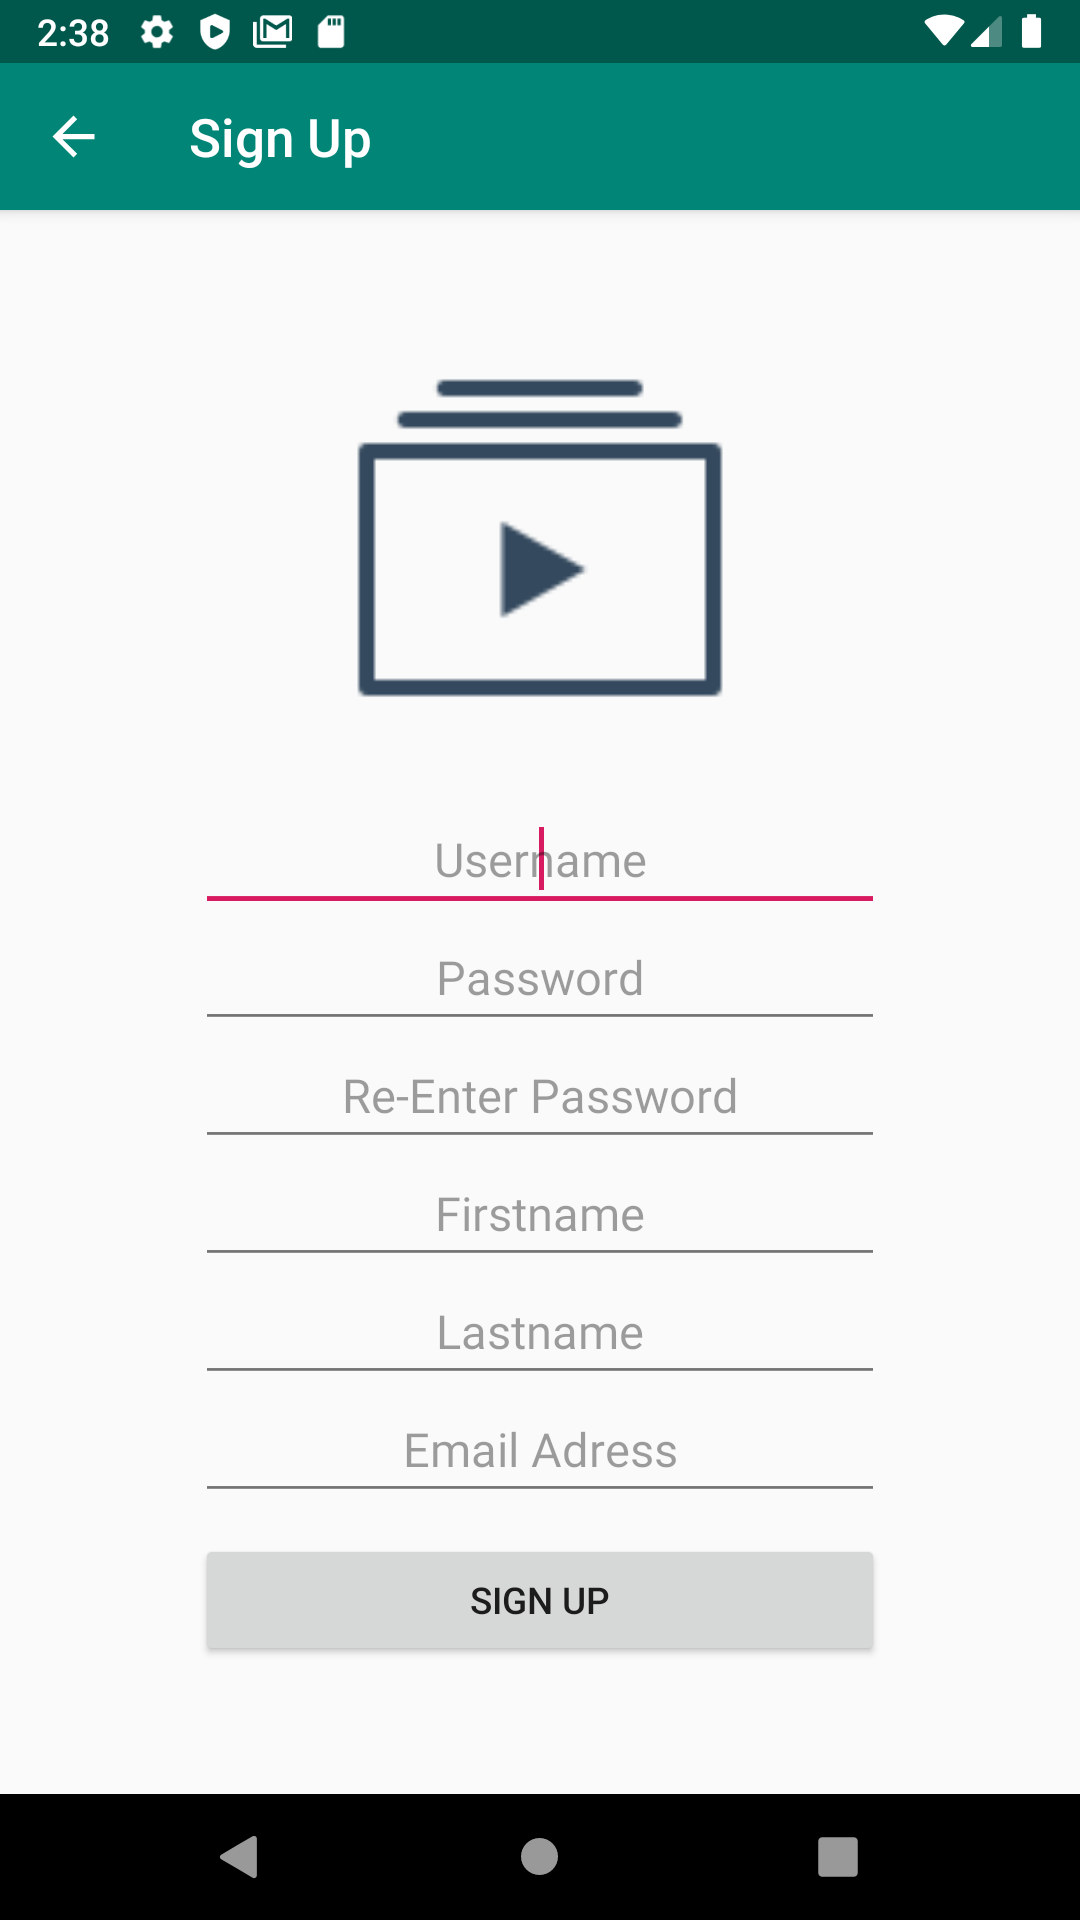 2:38
Sign Up
Username
Password
Re-Enter Password
Firstname
Lastname
Email Adress
SIGN UP